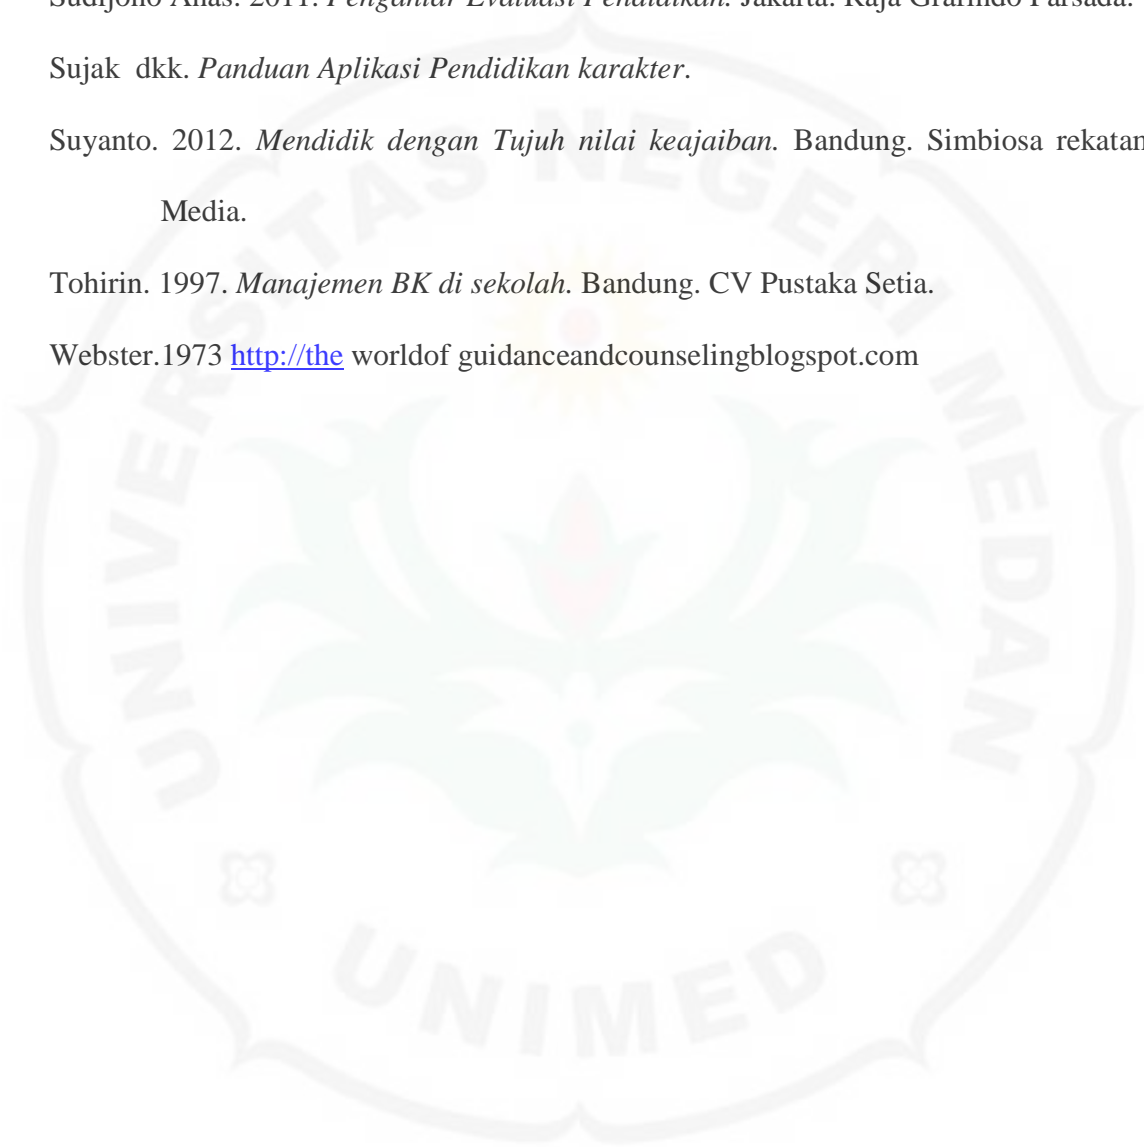 Sudijono Anas. 2011. Pengantar Evaluasi Pendidikan. Jakarta. Raja Grafindo Parsada.
Sujak dkk. Panduan Aplikasi Pendidikan karakter.
Suyanto. 2012. Mendidik dengan Tujuh nilai keajaiban. Bandung. Simbiosa rekatan
Media.
Tohirin. 1997. Manajemen BK di sekolah. Bandung. CV Pustaka Setia.
Webster.1973 http://the worldof guidanceandcounselingblogspot.com
UNIVERSITAS NEGERI MEDAN
UNIMED